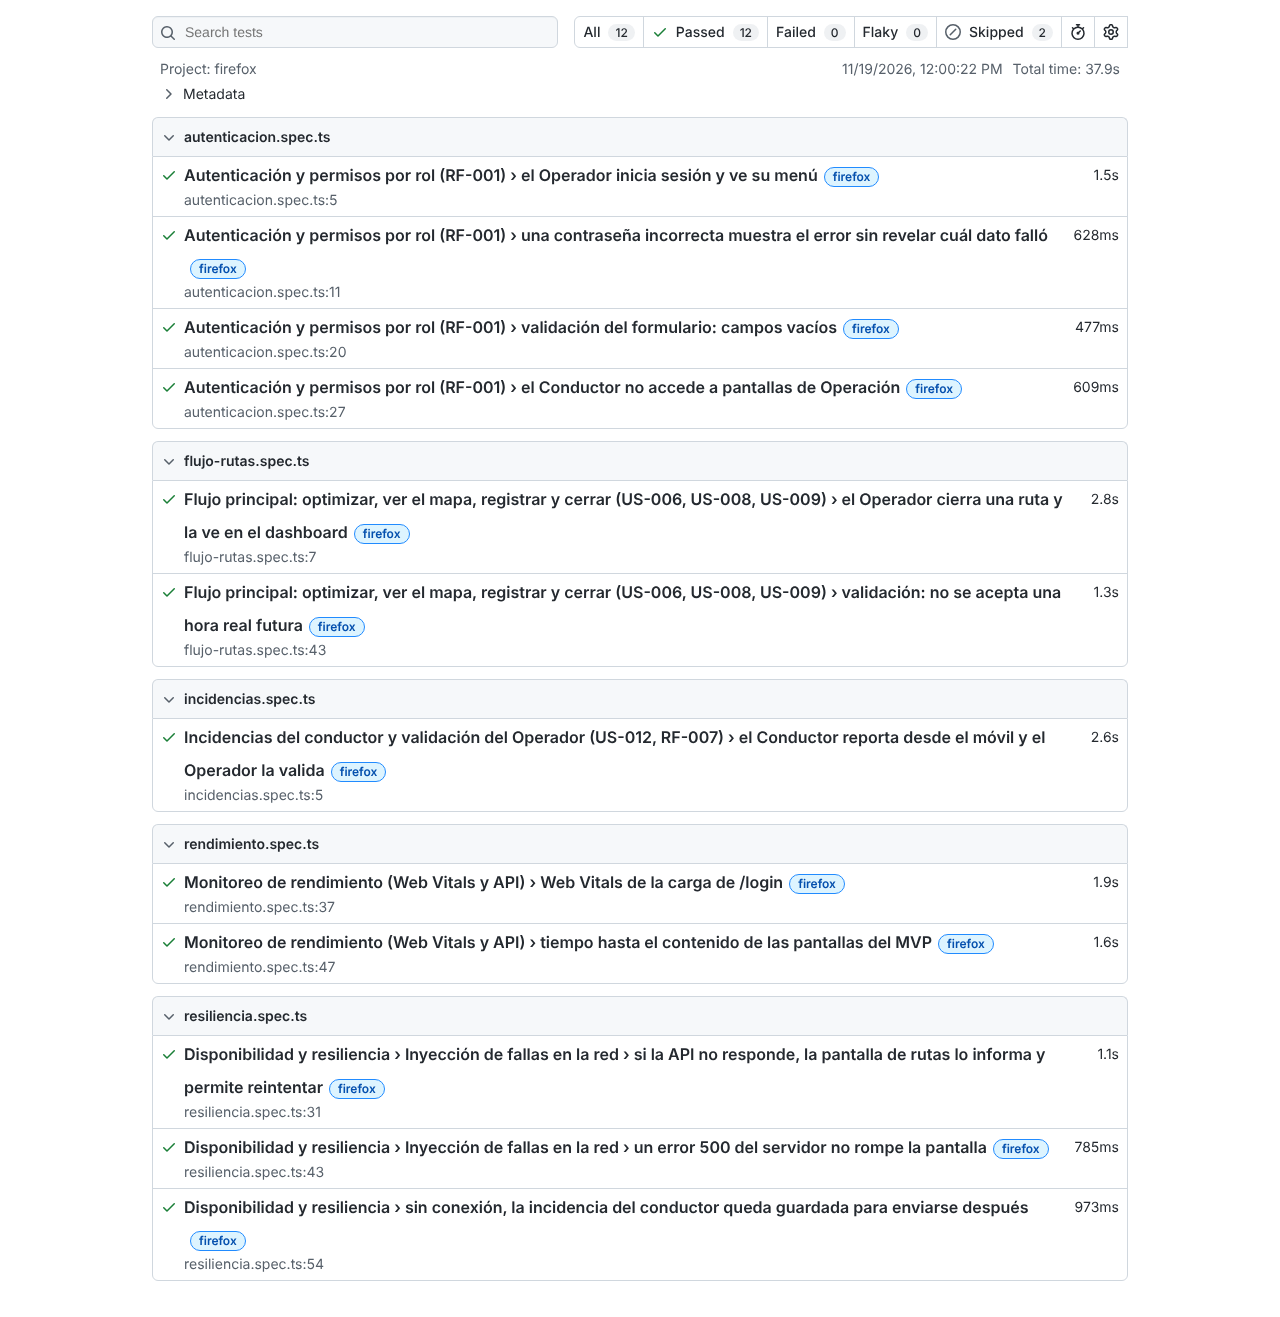 Search tests
All 12
Passed 12
Failed 0
Flaky 0
Skipped 2
Project: firefox
11/19/2026, 12:00:22 PM Total time: 37.9s
Metadata
autenticacion.spec.ts
Autenticación y permisos por rol (RF-001) › el Operador inicia sesión y ve su menú firefox 1.5s
autenticacion.spec.ts:5
Autenticación y permisos por rol (RF-001) › una contraseña incorrecta muestra el error sin revelar cuál dato falló 628ms
firefox
autenticacion.spec.ts:11
Autenticación y permisos por rol (RF-001) › validación del formulario: campos vacíos firefox 477ms
autenticacion.spec.ts:20
Autenticación y permisos por rol (RF-001) › el Conductor no accede a pantallas de Operación firefox 609ms
autenticacion.spec.ts:27
flujo-rutas.spec.ts
Flujo principal: optimizar, ver el mapa, registrar y cerrar (US-006, US-008, US-009) › el Operador cierra una ruta y 2.8s
la ve en el dashboard firefox
flujo-rutas.spec.ts:7
Flujo principal: optimizar, ver el mapa, registrar y cerrar (US-006, US-008, US-009) › validación: no se acepta una 1.3s
hora real futura firefox
flujo-rutas.spec.ts:43
incidencias.spec.ts
Incidencias del conductor y validación del Operador (US-012, RF-007) › el Conductor reporta desde el móvil y el 2.6s
Operador la valida firefox
incidencias.spec.ts:5
rendimiento.spec.ts
Monitoreo de rendimiento (Web Vitals y API) › Web Vitals de la carga de /login firefox 1.9s
rendimiento.spec.ts:37
Monitoreo de rendimiento (Web Vitals y API) › tiempo hasta el contenido de las pantallas del MVP firefox 1.6s
rendimiento.spec.ts:47
resiliencia.spec.ts
Disponibilidad y resiliencia › Inyección de fallas en la red › si la API no responde, la pantalla de rutas lo informa y 1.1s
permite reintentar firefox
resiliencia.spec.ts:31
Disponibilidad y resiliencia › Inyección de fallas en la red › un error 500 del servidor no rompe la pantalla firefox 785ms
resiliencia.spec.ts:43
Disponibilidad y resiliencia › sin conexión, la incidencia del conductor queda guardada para enviarse después 973ms
firefox
resiliencia.spec.ts:54